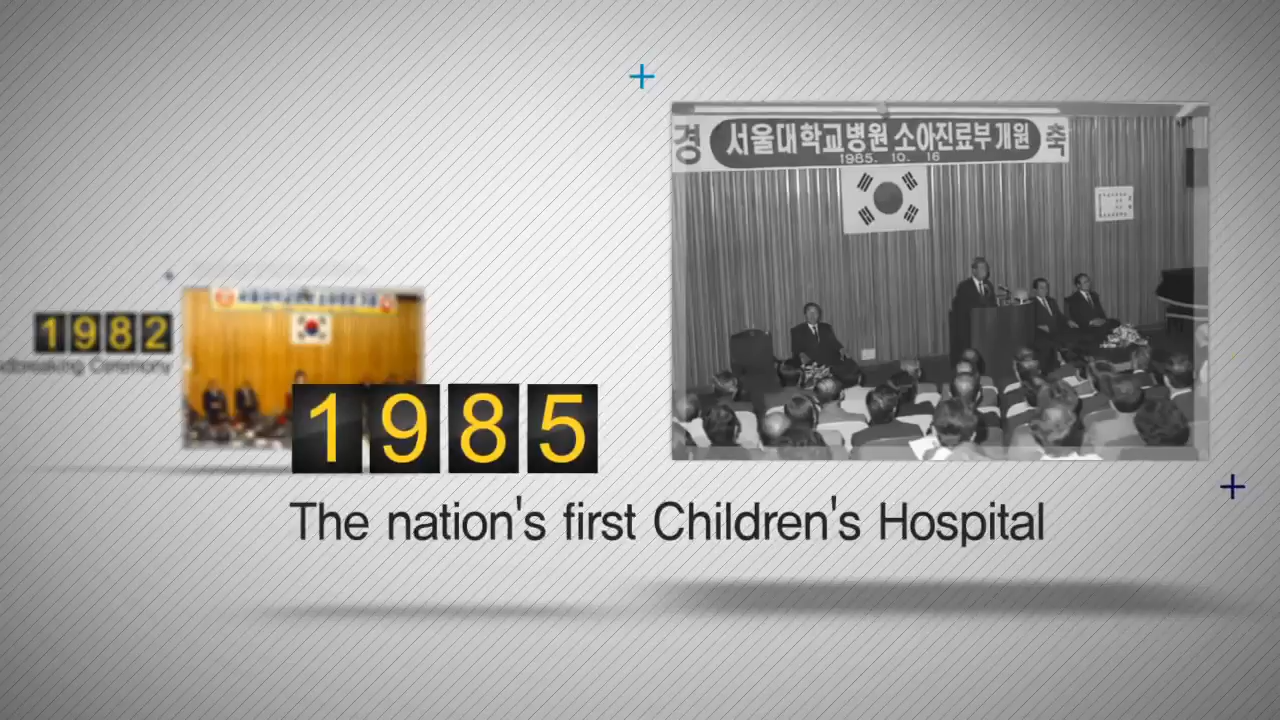 경 서울대학교병원 소아진료부 개원 축
1985. 10. 16
1982
Ceremony
1985
The nation's first Children's Hospital